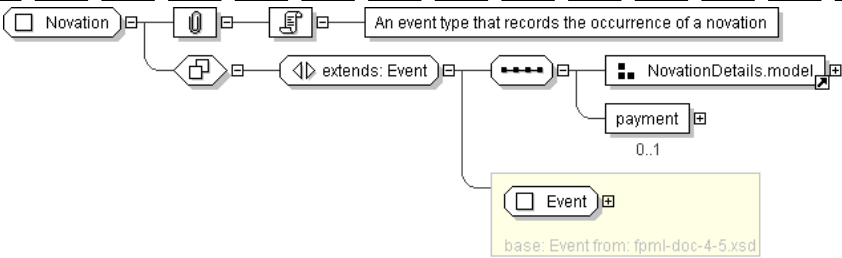 Novation
An event type that records the occurrence of a novation
extends: Event
NovationDetails.model
payment
0..1
Event
base: Event from: fpml-doc-4-5.xsd